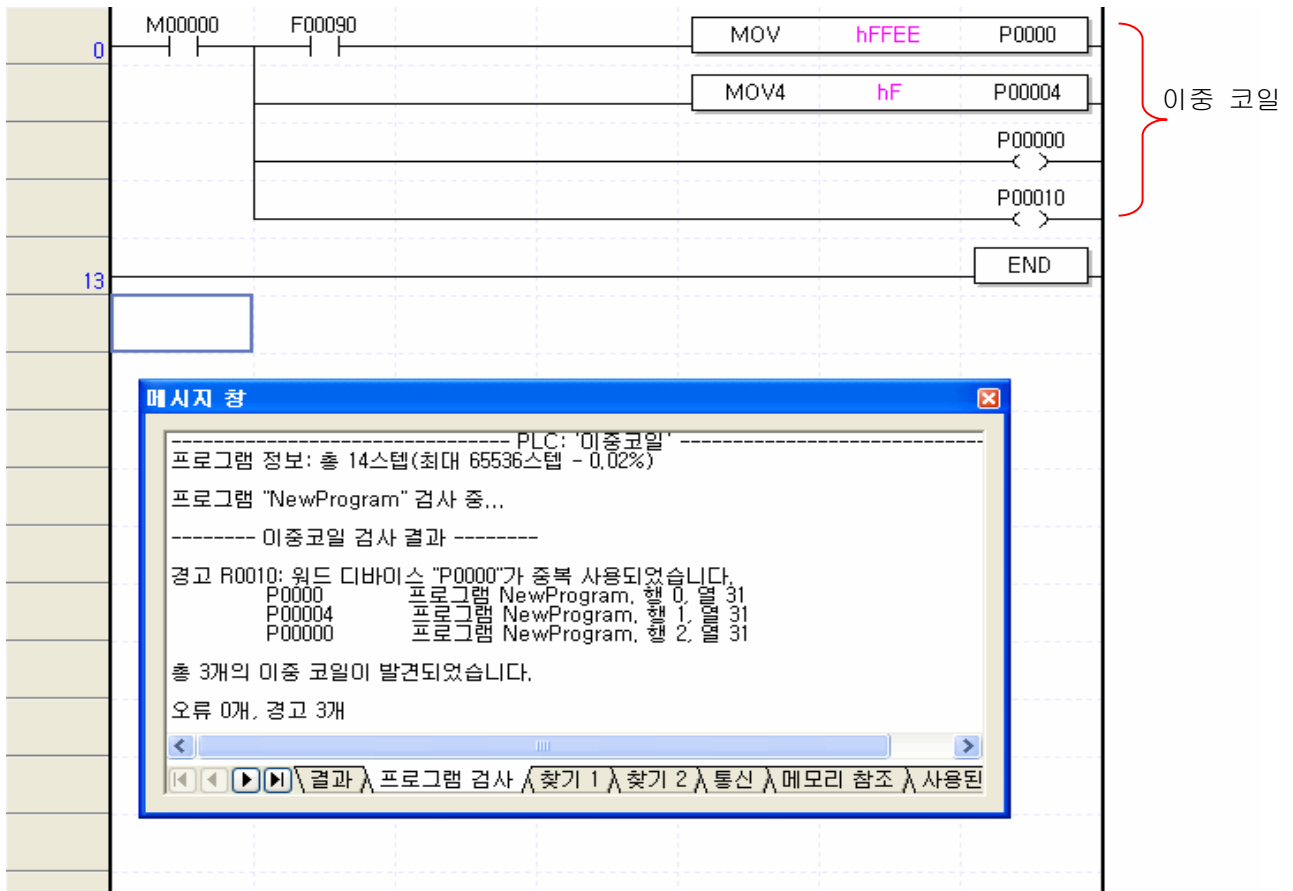 M00000 F00090
0 MOV hFFEE P0000
MOV4 hF P00004
이중 코일
P00000
P00010
13 END
메시지 창
-------------------------------- PLC: '이중코일' -----------------------------
프로그램 정보: 총 14스텝(최대 65536스텝 - 0,02%)
프로그램 "NewProgram" 검사 중...
-------- 이중코일 검사 결과 --------
경고 R0010: 워드 디바이스 "P0000"가 중복 사용되었습니다.
P0000 프로그램 NewProgram, 행 0, 열 31
P00004 프로그램 NewProgram, 행 1, 열 31
P00000 프로그램 NewProgram, 행 2, 열 31
총 3개의 이중 코일이 발견되었습니다.
오류 0개, 경고 3개
결과 프로그램 검사 찾기 1 찾기 2 통신 메모리 참조 사용된